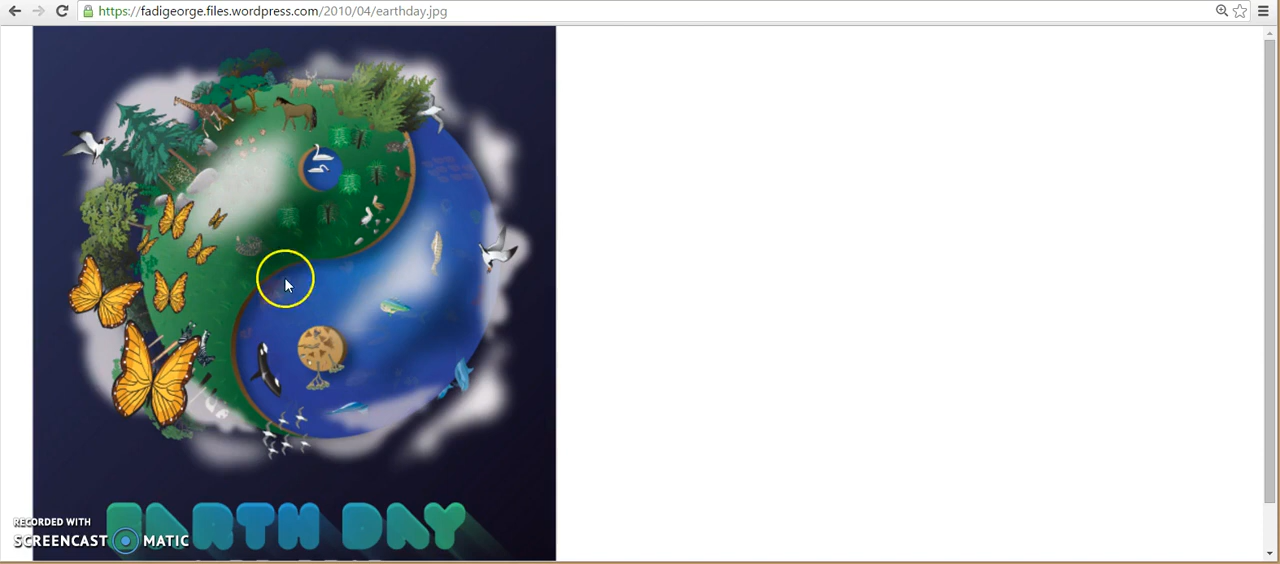 https://fadigeorge.files.wordpress.com/2010/04/earthday.jpg
EARTH DAY
RECORDED WITH
SCREENCAST MATIC